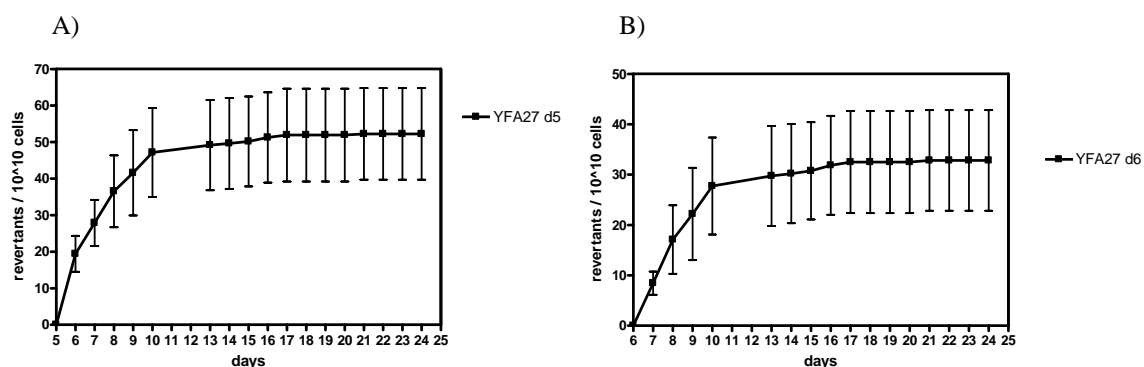 A)
B)
70
60
50
40
30
20
10
0
revertants / 10^10 cells
5 6 7 8 9 10 11 12 13 14 15 16 17 18 19 20 21 22 23 24 25
days
YFA27 d5
50
40
30
20
10
0
revertants / 10^10 cells
6 7 8 9 10 11 12 13 14 15 16 17 18 19 20 21 22 23 24 25
days
YFA27 d6